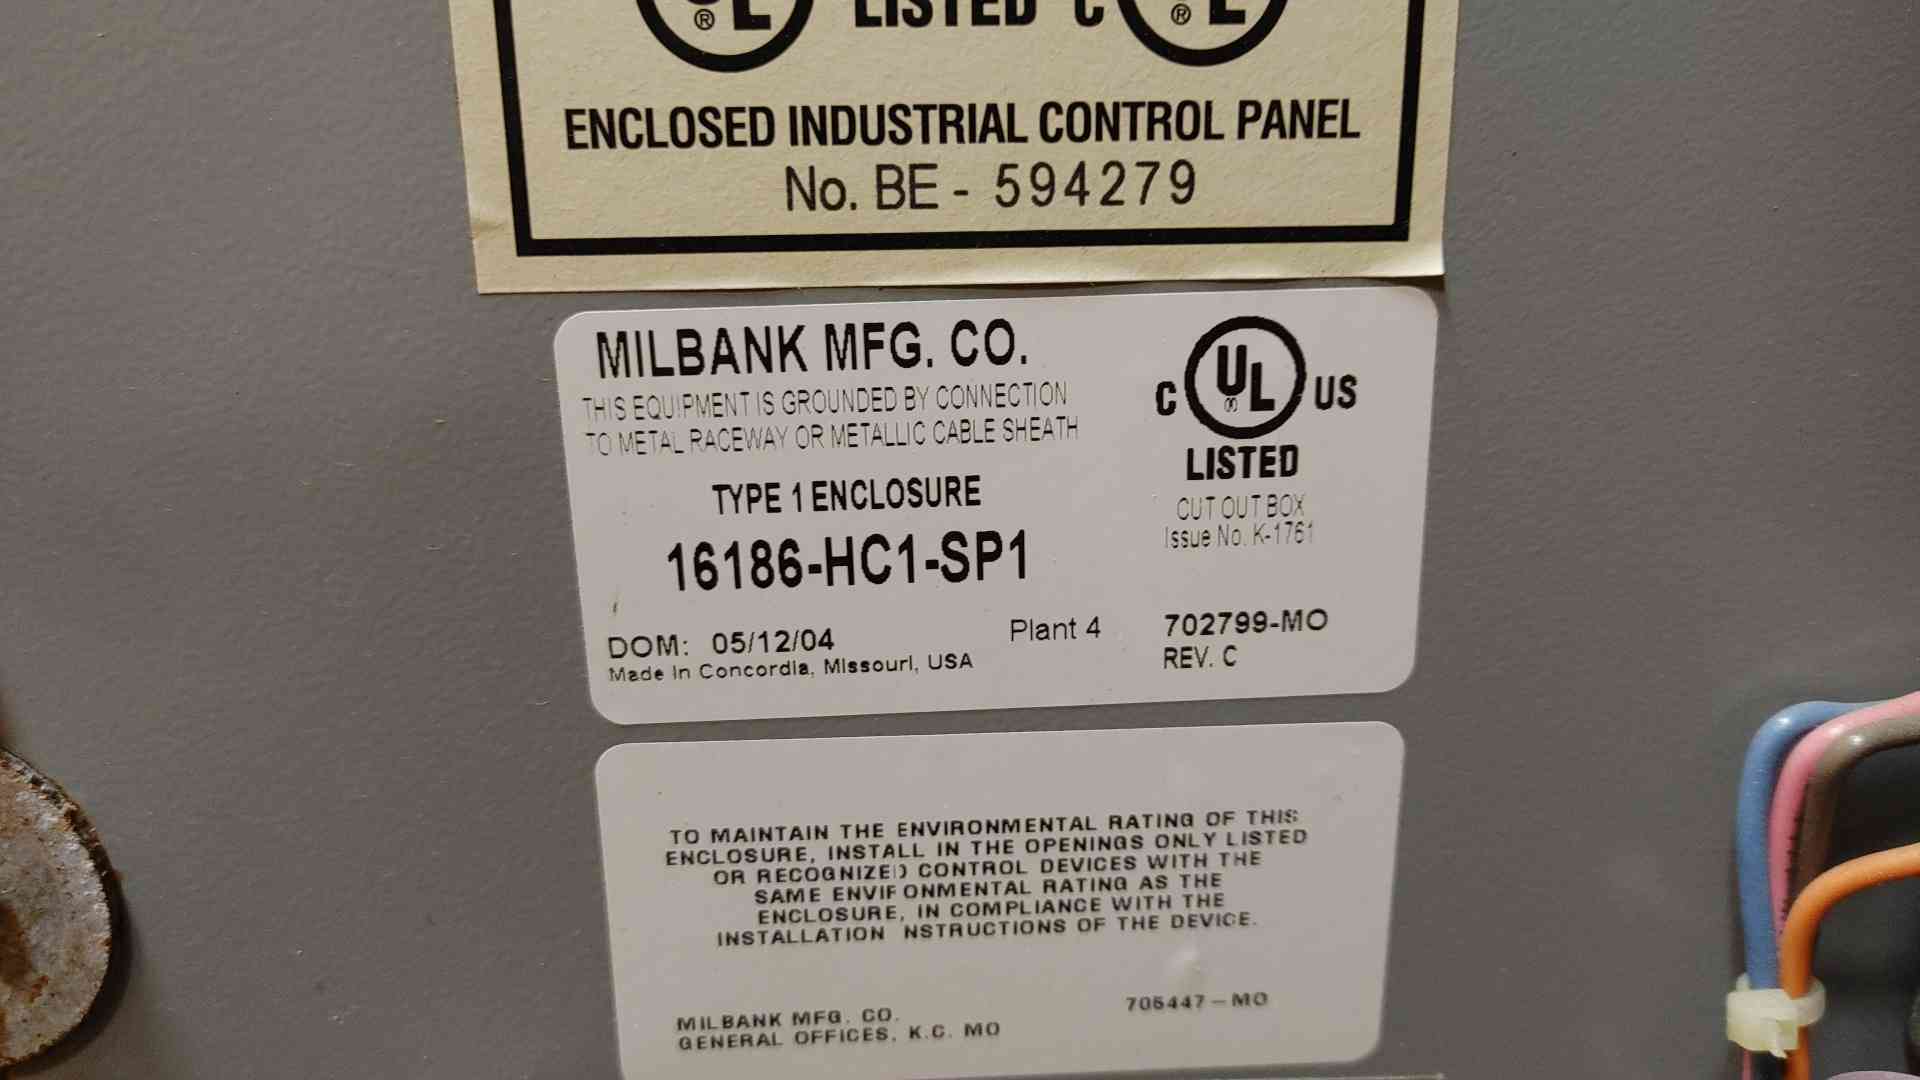 UL® LISTED C UL®
ENCLOSED INDUSTRIAL CONTROL PANEL
No. BE - 594279
MILBANK MFG. CO.
THIS EQUIPMENT IS GROUNDED BY CONNECTION
TO METAL RACEWAY OR METALLIC CABLE SHEATH
TYPE 1 ENCLOSURE
16186-HC1-SP1
DOM: 05/12/04
Made in Concordia, Missouri, USA
Plant 4
C UL® US
LISTED
CUT OUT BOX
Issue No. K-1761
702799-MO
REV. C
TO MAINTAIN THE ENVIRONMENTAL RATING OF THIS
ENCLOSURE, INSTALL IN THE OPENINGS ONLY LISTED
OR RECOGNIZED CONTROL DEVICES WITH THE
SAME ENVIRONMENTAL RATING AS THE
ENCLOSURE, IN COMPLIANCE WITH THE
INSTALLATION NSTRUCTIONS OF THE DEVICE.
MILBANK MFG. CO.
GENERAL OFFICES, K.C. MO
705447-MO